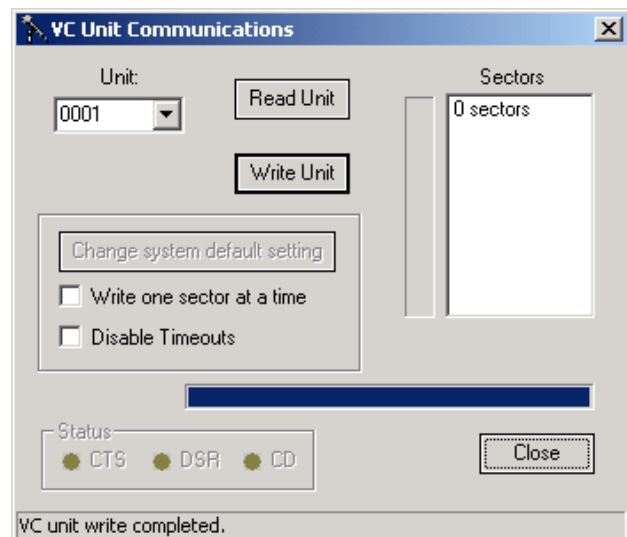 VC Unit Communications
Unit:
0001
Read Unit
Write Unit
Sectors
0 sectors
Change system default setting
Write one sector at a time
Disable Timeouts
Status
CTS DSR CD
Close
VC unit write completed.